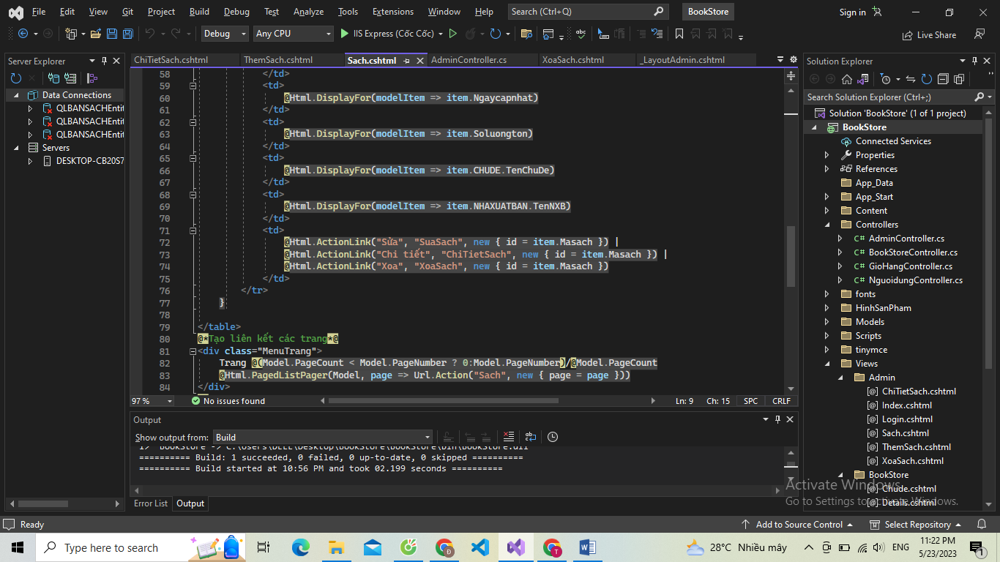 File Edit View Git Project Build Debug Test Analyze Tools Extensions Window Help Search (Ctrl+Q) BookStore Sign in
Debug Any CPU IIS Express (Cốc Cốc) Live Share
Server Explorer
Data Connections
QLBANSACHEntit
QLBANSACHEntit
QLBANSACHEntit
Servers
DESKTOP-CB20S7
ChiTietSach.cshtml ThemSach.cshtml Sach.cshtml AdminController.cs XoaSach.cshtml _LayoutAdmin.cshtml
58 </td>
59 <td>
60 @Html.DisplayFor(modelItem => item.Ngaycapnhat)
61 </td>
62 <td>
63 @Html.DisplayFor(modelItem => item.Soluongton)
64 </td>
65 <td>
66 @Html.DisplayFor(modelItem => item.CHUDE.TenChuDe)
67 </td>
68 <td>
69 @Html.DisplayFor(modelItem => item.NHAXUATBAN.TenNXB)
70 </td>
71 <td>
72 @Html.ActionLink("Sửa", "SuaSach", new { id = item.Masach }) |
73 @Html.ActionLink("Chi tiết", "ChiTietSach", new { id = item.Masach }) |
74 @Html.ActionLink("Xoa", "XoaSach", new { id = item.Masach })
75 </td>
76 </tr>
77 }
78
79 </table>
80 @*Tạo liên kết các trang*@
81 <div class="MenuTrang">
82 Trang @(Model.PageCount < Model.PageNumber ? 0:Model.PageNumber)/@Model.PageCount
83 @Html.PagedListPager(Model, page => Url.Action("Sach", new { page = page }))
84 </div>
97 % No issues found Ln: 9 Ch: 15 SPC CRLF
Output
Show output from: Build
1> BookStore -> C:\Users\DELL\Desktop\BookStore\BookStore\bin\BookStore.dll
========== Build: 1 succeeded, 0 failed, 0 up-to-date, 0 skipped ==========
========== Build started at 10:56 PM and took 02.199 seconds ==========
Error List Output
Solution Explorer
Search Solution Explorer (Ctrl+;)
Solution 'BookStore' (1 of 1 project)
BookStore
Connected Services
Properties
References
App_Data
App_Start
Content
Controllers
C# AdminController.cs
C# BookStoreController.cs
C# GioHangController.cs
C# NguoidungController.cs
fonts
HinhSanPham
Models
Scripts
tinymce
Views
Admin
ChiTietSach.cshtml
Index.cshtml
Login.cshtml
Sach.cshtml
ThemSach.cshtml
XoaSach.cshtml
BookStore
Chude.cshtml
Details.cshtml
Activate Windows
Go to Settings to activate Windows.
Ready Add to Source Control Select Repository
Type here to search 28°C Nhiều mây ENG 11:22 PM
5/23/2023
1